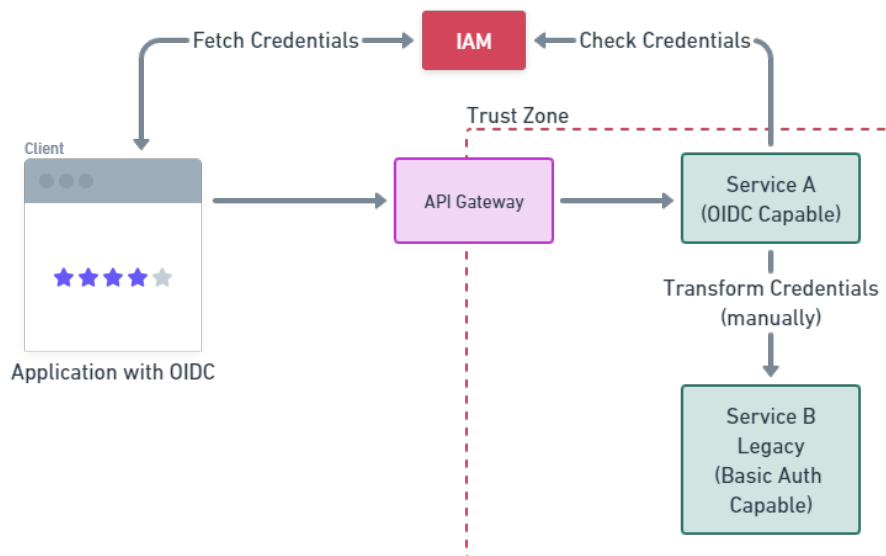 Fetch Credentials
IAM
Check Credentials
Trust Zone
Client
API Gateway
Service A
(OIDC Capable)
Transform Credentials
(manually)
Application with OIDC
Service B
Legacy
(Basic Auth
Capable)